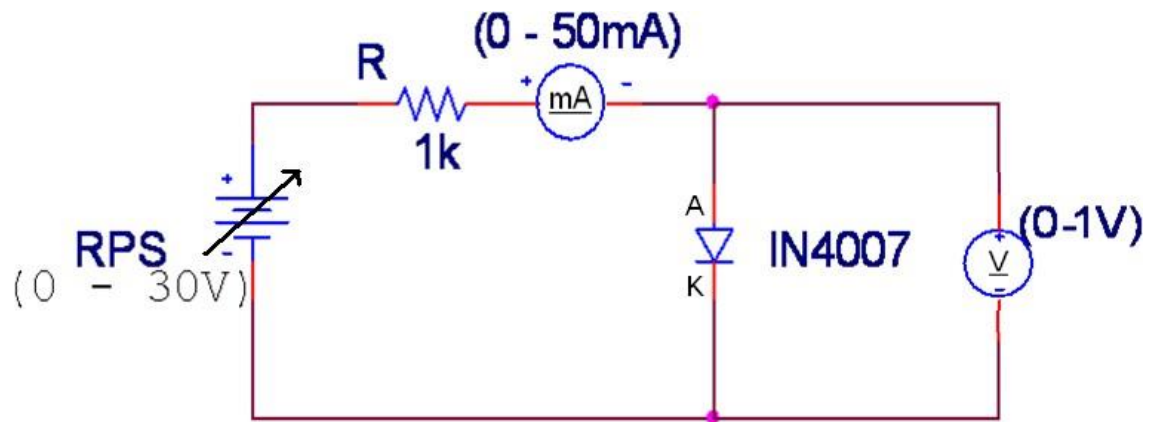 (0 - 50mA)
R
+
-
mA
1k
+
A
(0-1V)
RPS
-
IN4007
+
V
-
(0 - 30V)
K